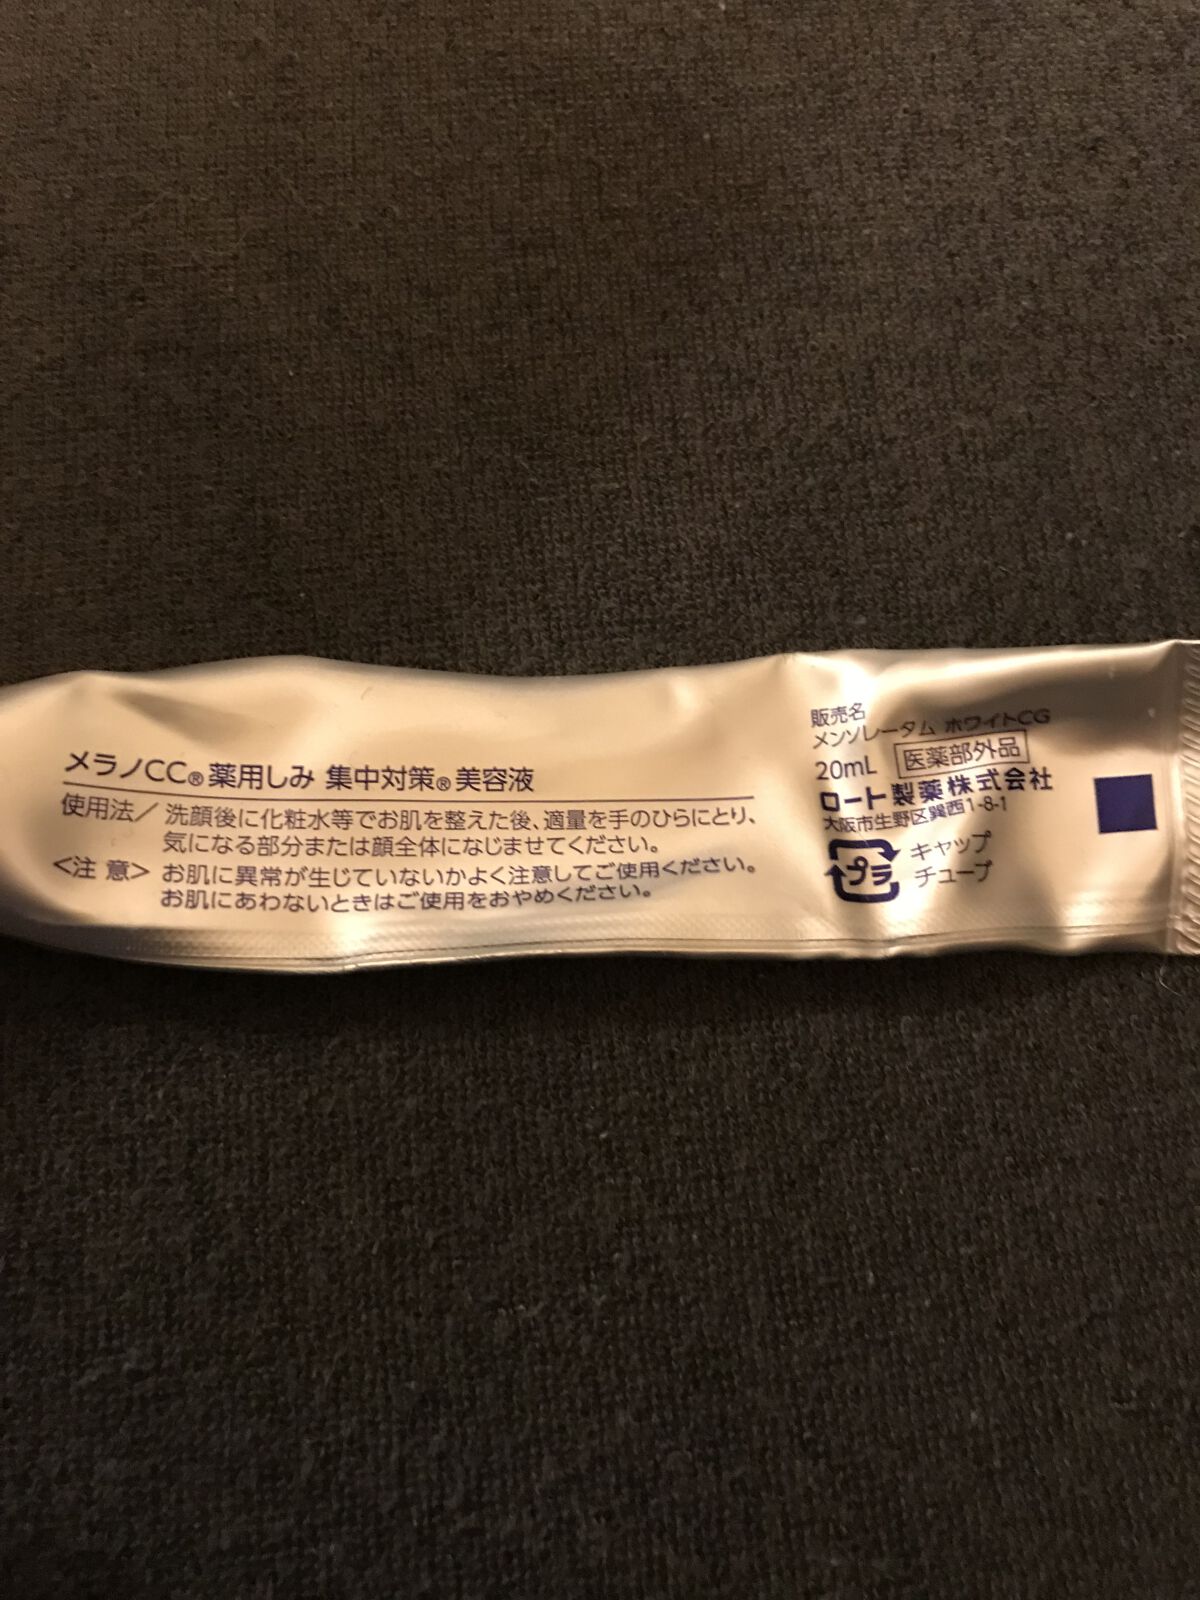 メラノCC®薬用しみ 集中対策®美容液
使用法／洗顔後に化粧水等でお肌を整えた後、適量を手のひらにとり、
気になる部分または顔全体になじませてください。
<注 意> お肌に異常が生じていないかよく注意してご使用ください。
お肌にあわないときはご使用をおやめください。
販売名
メンソレータム ホワイトCG
20mL 医薬部外品
ロート製薬株式会社
大阪市生野区巽西1-8-1
プラ
キャップ
チューブ